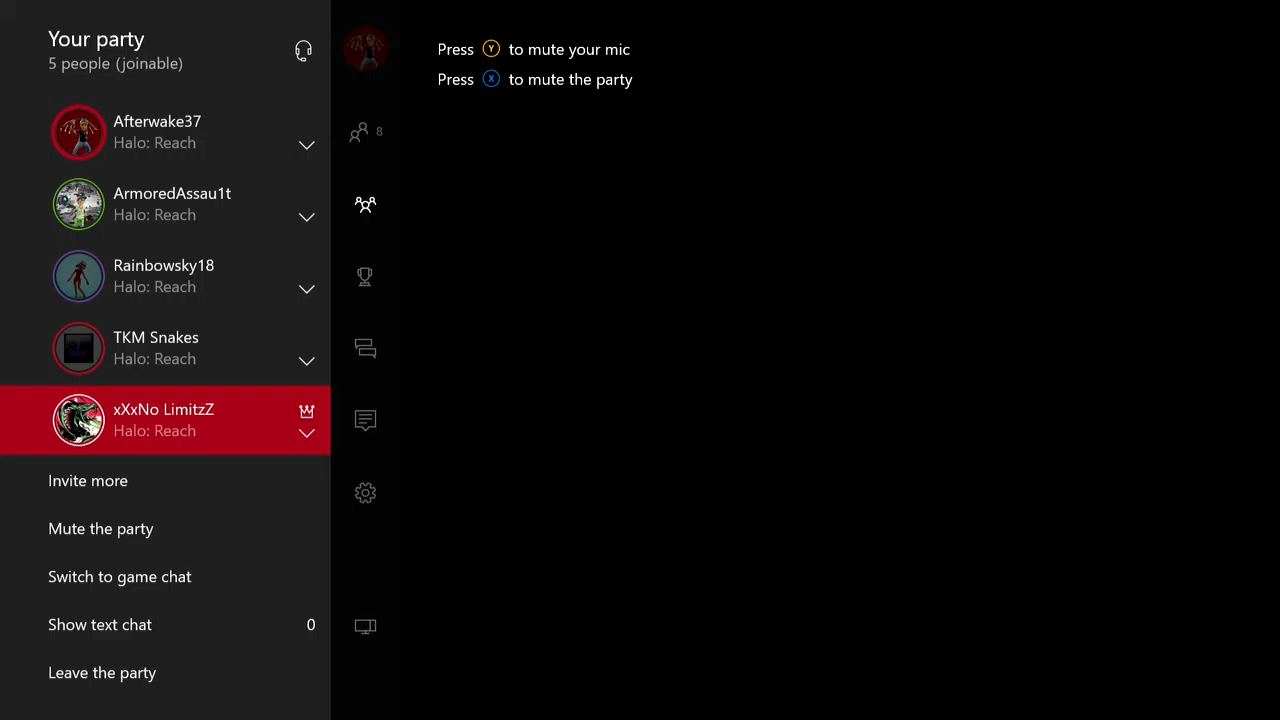 Your party
5 people (joinable)
Afterwake37
Halo: Reach
ArmoredAssau1t
Halo: Reach
Rainbowsky18
Halo: Reach
TKM Snakes
Halo: Reach
xXxNo LimitzZ
Halo: Reach
Invite more
Mute the party
Switch to game chat
Show text chat 0
Leave the party
8
Press Y to mute your mic
Press X to mute the party